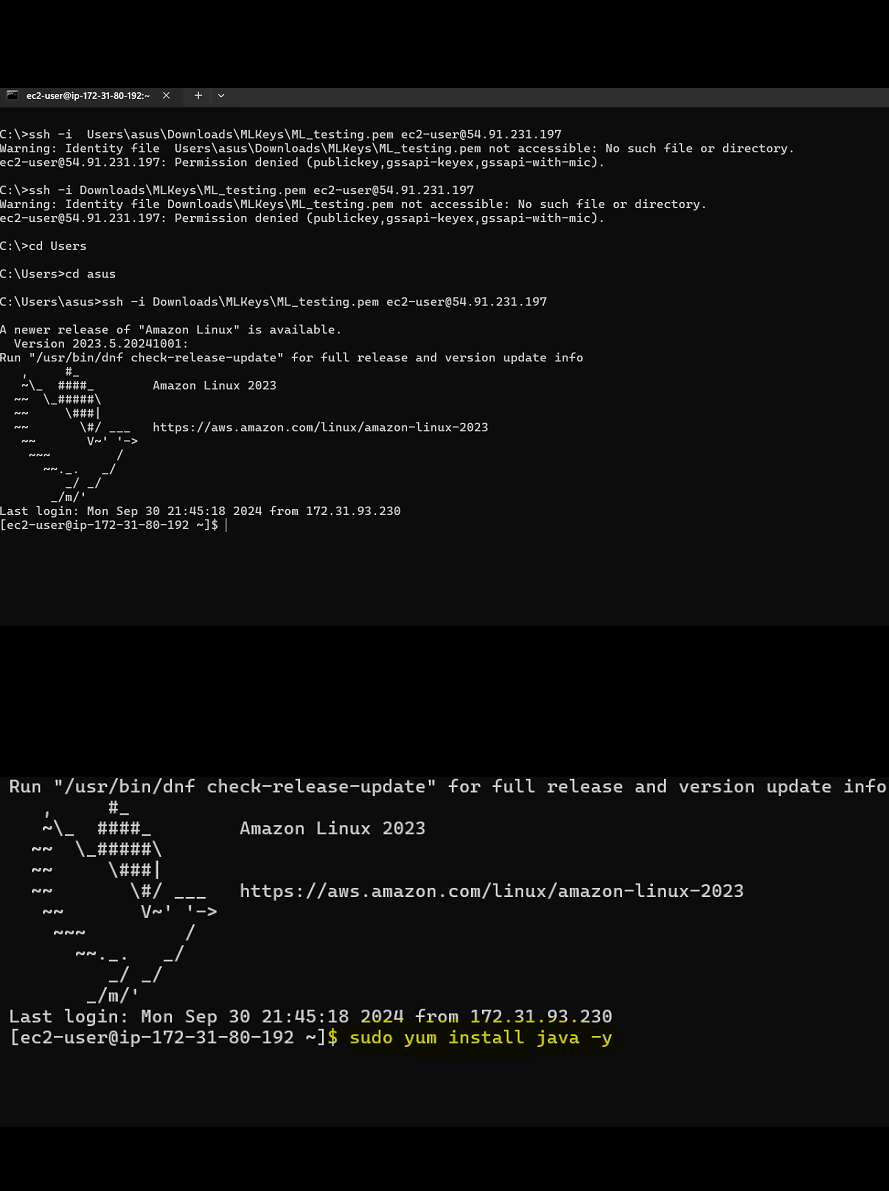 ec2-user@ip-172-31-80-192:~
C:\>ssh -i  Users\asus\Downloads\MLKeys\ML_testing.pem ec2-user@54.91.231.197
Warning: Identity file  Users\asus\Downloads\MLKeys\ML_testing.pem not accessible: No such file or directory.
ec2-user@54.91.231.197: Permission denied (publickey,gssapi-keyex,gssapi-with-mic).
C:\>ssh -i Downloads\MLKeys\ML_testing.pem ec2-user@54.91.231.197
Warning: Identity file Downloads\MLKeys\ML_testing.pem not accessible: No such file or directory.
ec2-user@54.91.231.197: Permission denied (publickey,gssapi-keyex,gssapi-with-mic).
C:\>cd Users
C:\Users>cd asus
C:\Users\asus>ssh -i Downloads\MLKeys\ML_testing.pem ec2-user@54.91.231.197
A newer release of "Amazon Linux" is available.
  Version 2023.5.20241001:
Run "/usr/bin/dnf check-release-update" for full release and version update info
   ,     #_
   ~\_  ####_        Amazon Linux 2023
  ~~  \_#####\
  ~~     \###|
  ~~       \#/ ___   https://aws.amazon.com/linux/amazon-linux-2023
   ~~       V~' '->
    ~~~         /
      ~~._.   _/
         _/ _/
       _/m/'
Last login: Mon Sep 30 21:45:18 2024 from 172.31.93.230
[ec2-user@ip-172-31-80-192 ~]$
Run "/usr/bin/dnf check-release-update" for full release and version update info
   ,     #_
   ~\_  ####_        Amazon Linux 2023
  ~~  \_#####\
  ~~     \###|
  ~~       \#/ ___   https://aws.amazon.com/linux/amazon-linux-2023
   ~~       V~' '->
    ~~~         /
      ~~._.   _/
         _/ _/
       _/m/'
Last login: Mon Sep 30 21:45:18 2024 from 172.31.93.230
[ec2-user@ip-172-31-80-192 ~]$ sudo yum install java -y